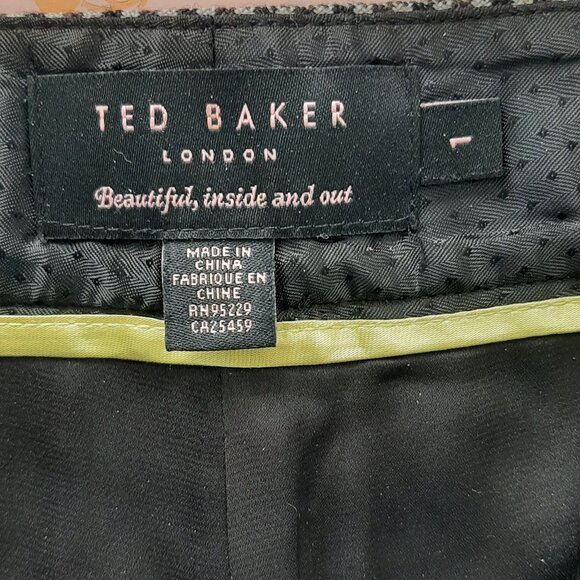 TED BAKER
LONDON
Beautiful, inside and out
1
MADE IN
CHINA
FABRIQUE EN
CHINE
RN95229
CA25459